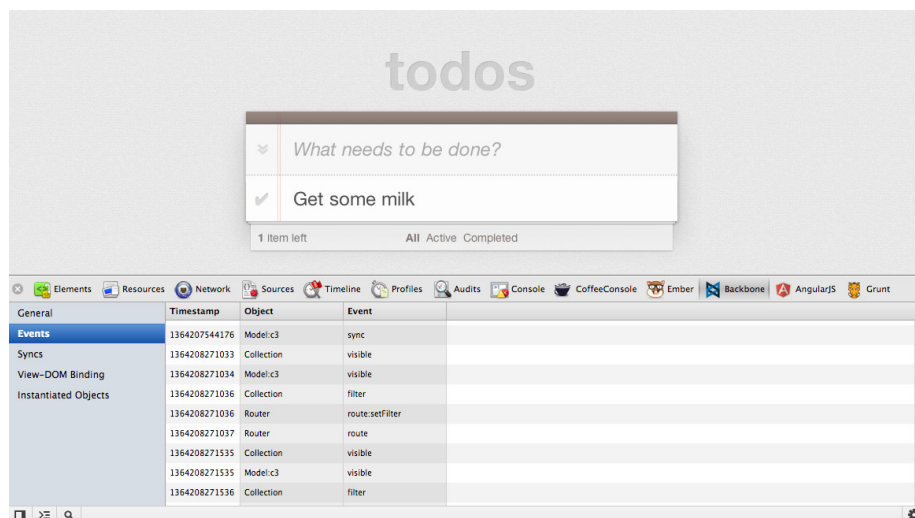 todos
What needs to be done?
Get some milk
1 item left All Active Completed
Elements Resources Network Sources Timeline Profiles Audits Console CoffeeConsole Ember Backbone AngularJS Grunt
General
Events
Syncs
View-DOM Binding
Instantiated Objects
Timestamp Object Event
1364207544176 Model:c3 sync
1364208271033 Collection visible
1364208271034 Model:c3 visible
1364208271036 Collection filter
1364208271036 Router route:setFilter
1364208271037 Router route
1364208271535 Collection visible
1364208271535 Model:c3 visible
1364208271536 Collection filter